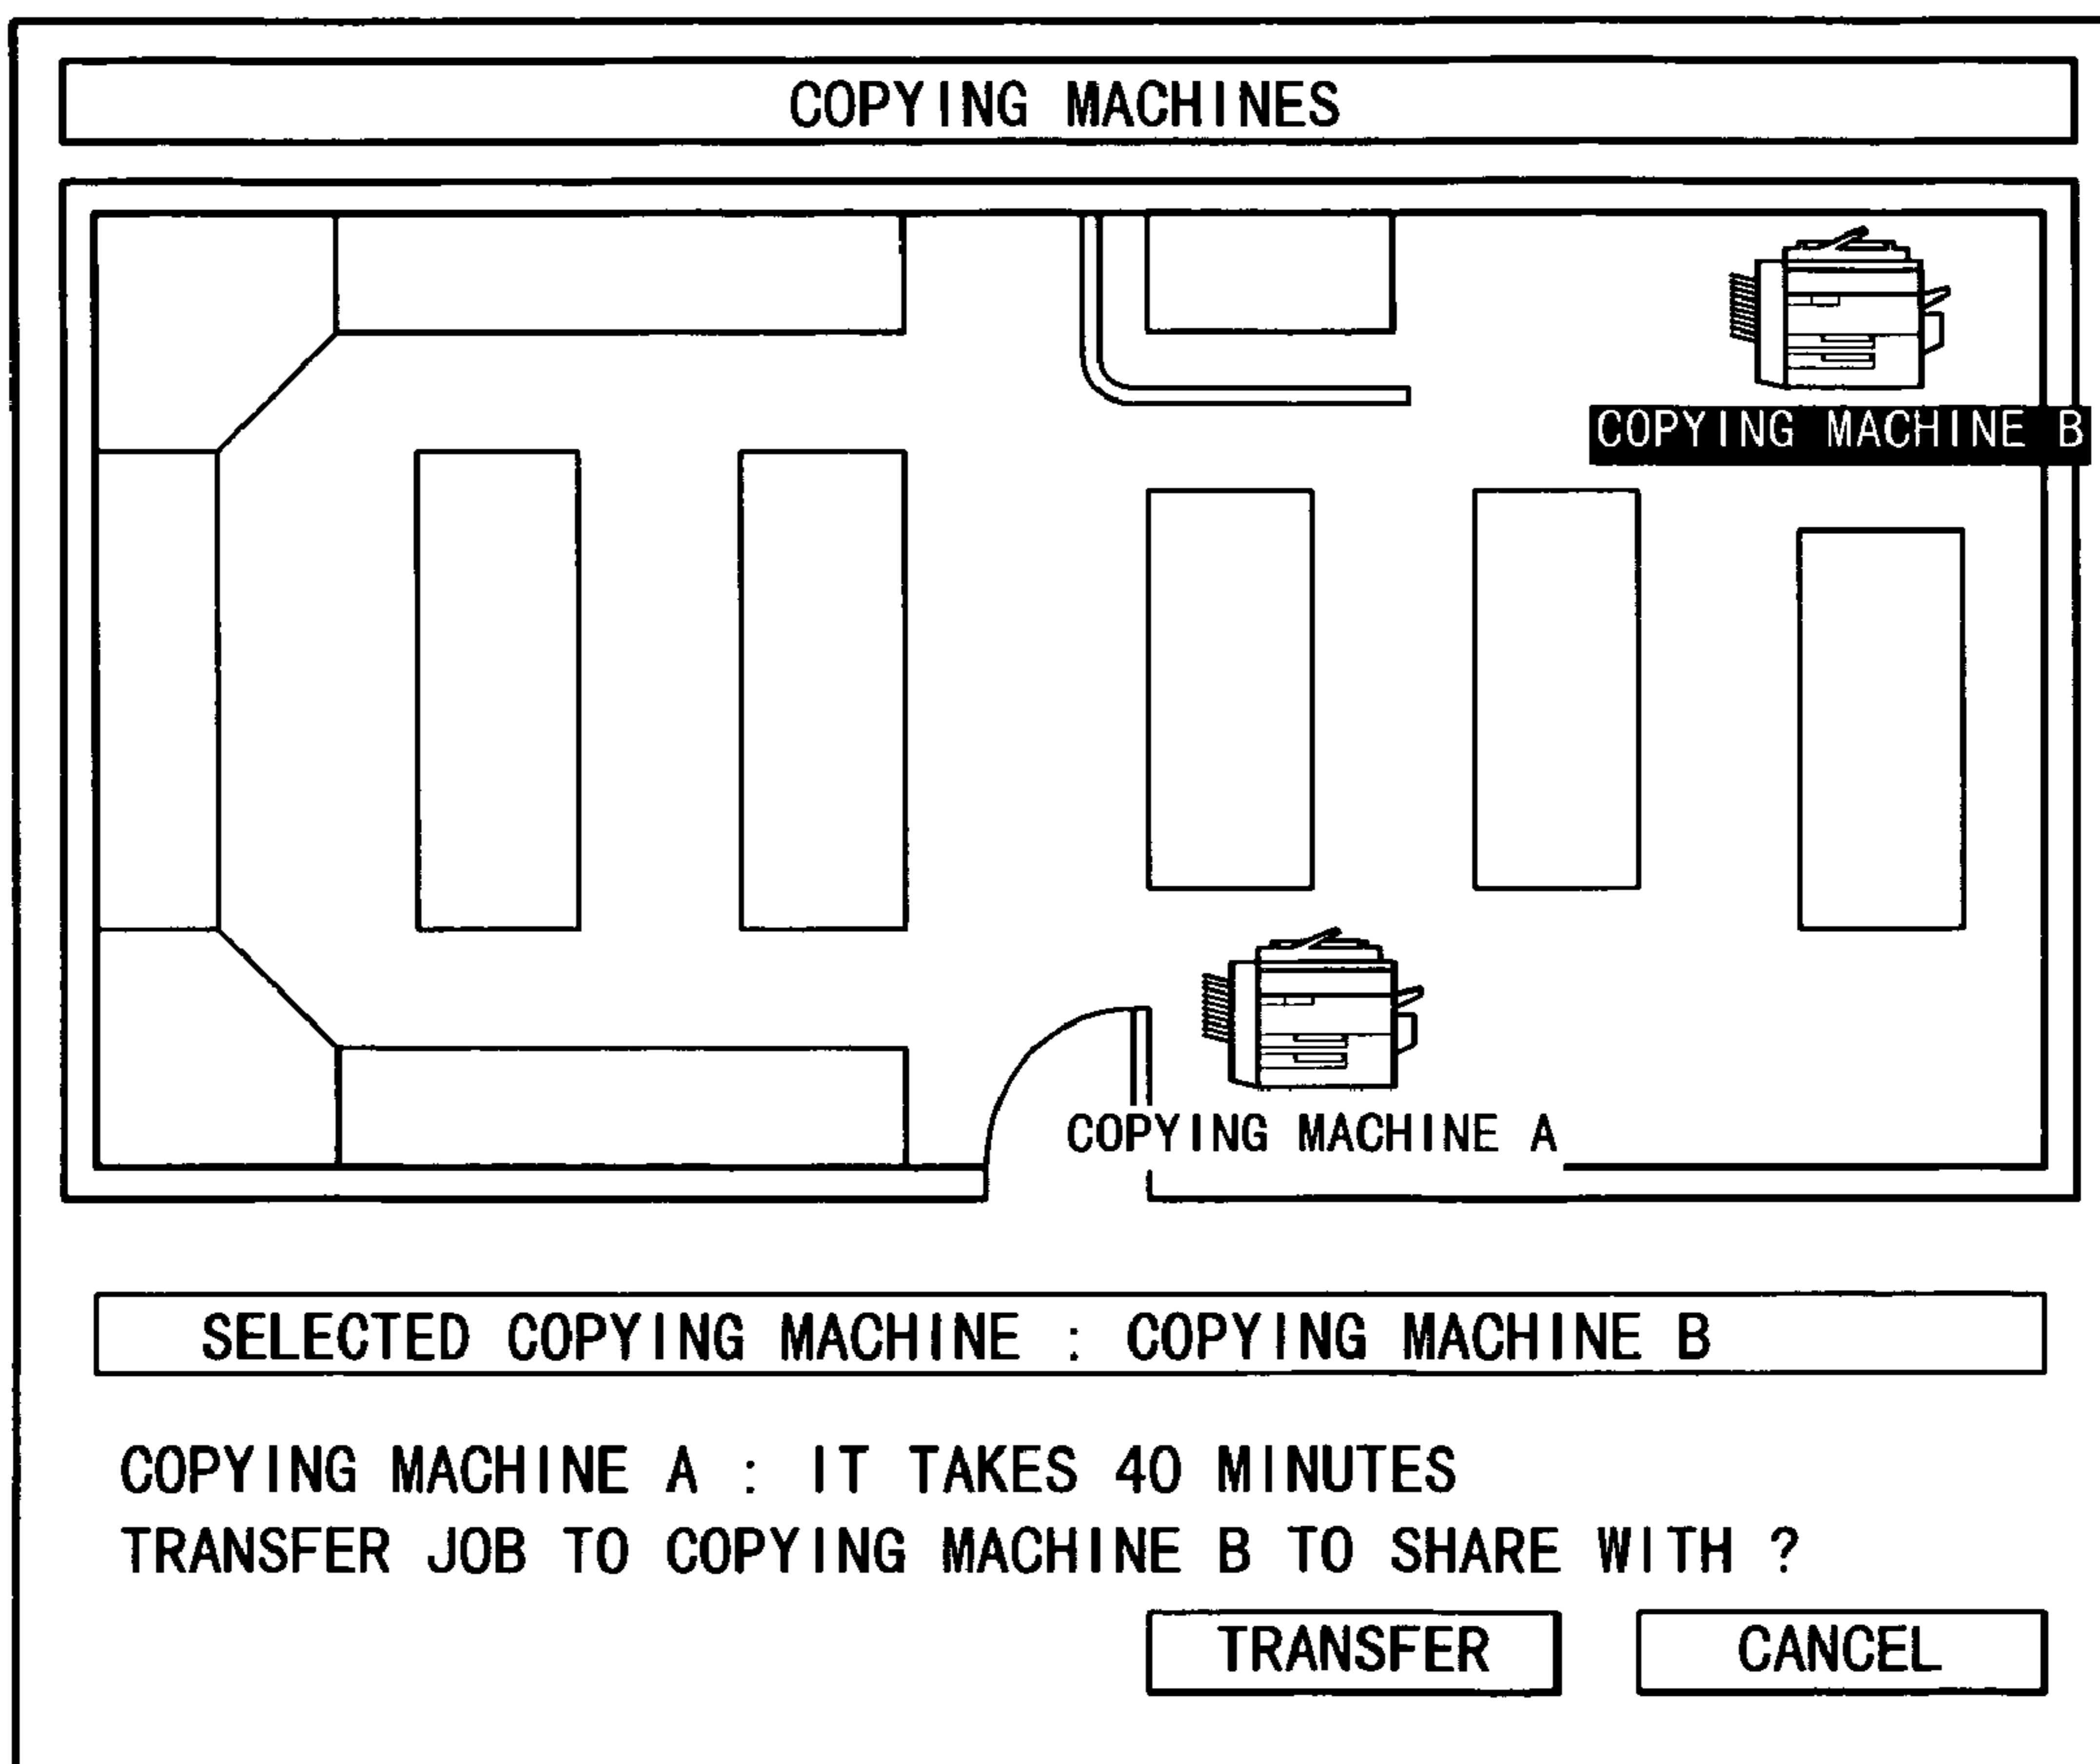 COPYING MACHINES
COPYING MACHINE B
COPYING MACHINE A
SELECTED COPYING MACHINE : COPYING MACHINE B
COPYING MACHINE A : IT TAKES 40 MINUTES
TRANSFER JOB TO COPYING MACHINE B TO SHARE WITH ?
TRANSFER CANCEL